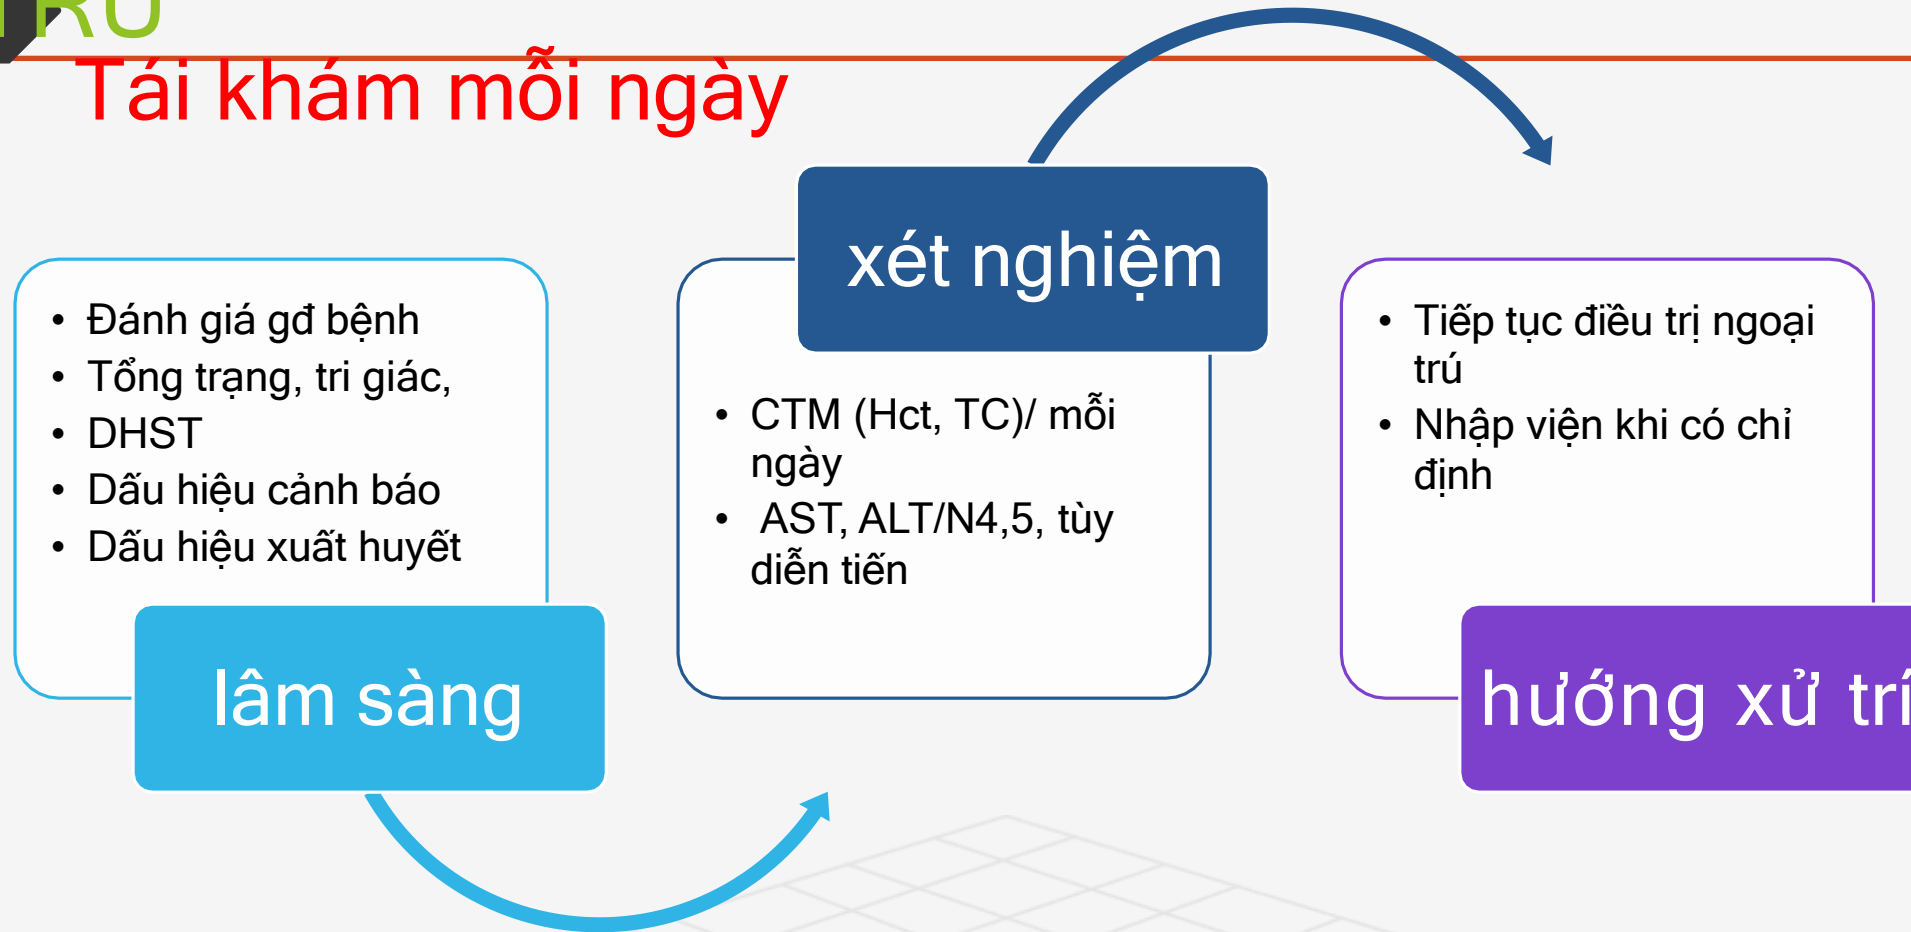 TRÚ
Tái khám mỗi ngày
• Đánh giá gđ bệnh
• Tổng trạng, tri giác,
• DHST
• Dấu hiệu cảnh báo
• Dấu hiệu xuất huyết
lâm sàng
xét nghiệm
• CTM (Hct, TC)/ mỗi
ngày
• AST, ALT/N4,5, tùy
diễn tiến
• Tiếp tục điều trị ngoại
trú
• Nhập viện khi có chỉ
định
hướng xử trí